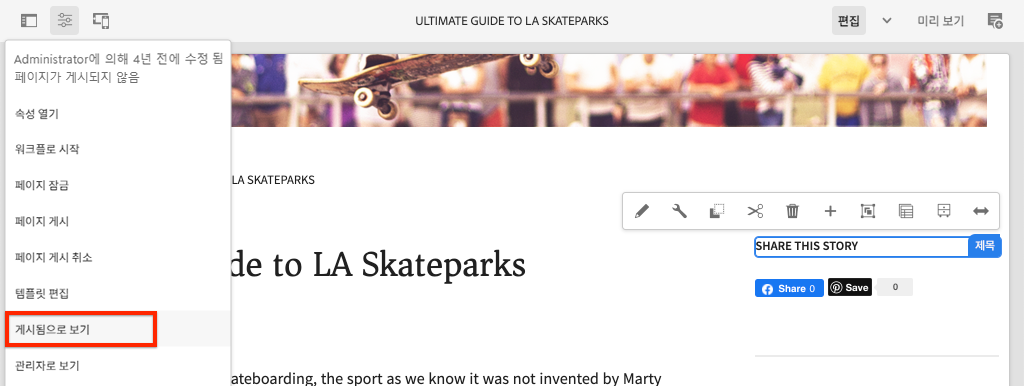 ULTIMATE GUIDE TO LA SKATEPARKS
편집
미리 보기
Administrator에 의해 4년 전에 수정 됨
페이지가 게시되지 않음
속성 열기
워크플로 시작
페이지 잠금
페이지 게시
페이지 게시 취소
템플릿 편집
게시됨으로 보기
관리자로 보기
LA SKATEPARKS
de to LA Skateparks
SHARE THIS STORY
제목
Share 0
Save
0
ateboarding, the sport as we know it was not invented by Marty